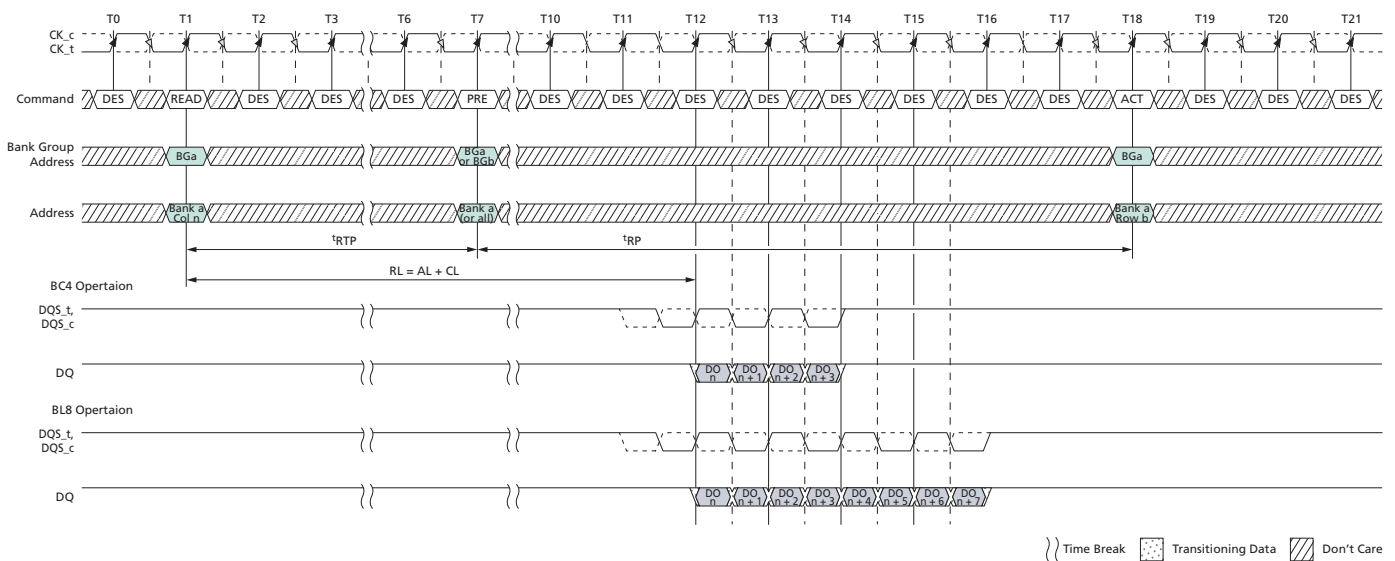 T0 T1 T2 T3 T6 T7 T10 T11 T12 T13 T14 T15 T16 T17 T18 T19 T20 T21
CK_c
CK_t
Command DES READ DES DES DES PRE DES DES DES DES DES DES DES DES ACT DES DES DES
Bank Group
Address
BGa
BGa
or BGb
BGa
Address
Bank a
Col n
Bank a
(or all)
Bank a
Row b
tRTP tRP
RL = AL + CL
BC4 Opertaion
DQS_t,
DQS_c
DQ
DO
n
DO
n + 1
DO
n + 2
DO
n + 3
BL8 Opertaion
DQS_t,
DQS_c
DQ
DO
n
DO
n + 1
DO
n + 2
DO
n + 3
DO
n + 4
DO
n + 5
DO
n + 6
DO
n + 7
Time Break Transitioning Data Don't Care